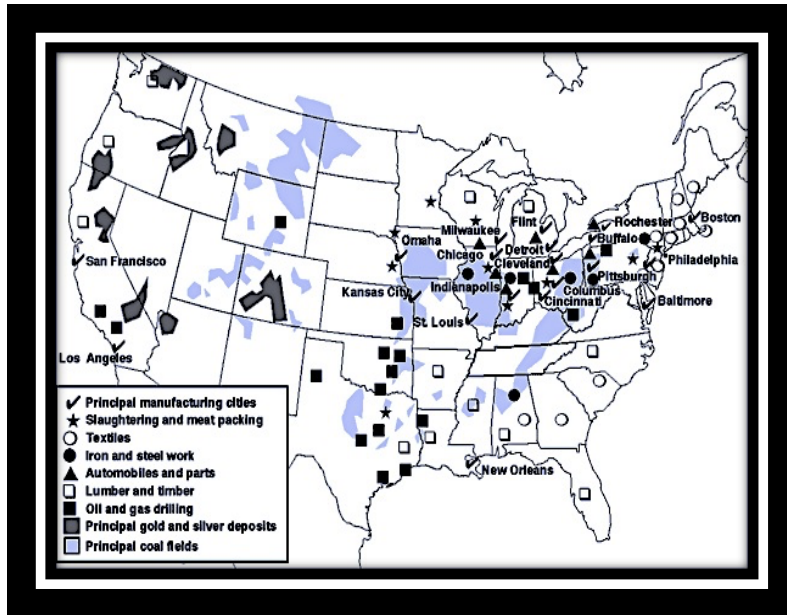 Flint
Rochester
Boston
Milwaukee
Buffalo
Omaha
Detroit
Chicago
Cleveland
Philadelphia
San Francisco
Pittsburgh
Indianapolis
Kansas City
Columbus
Cincinnati
Baltimore
St. Louis
Los Angeles
New Orleans
Principal manufacturing cities
Slaughtering and meat packing
Textiles
Iron and steel work
Automobiles and parts
Lumber and timber
Oil and gas drilling
Principal gold and silver deposits
Principal coal fields